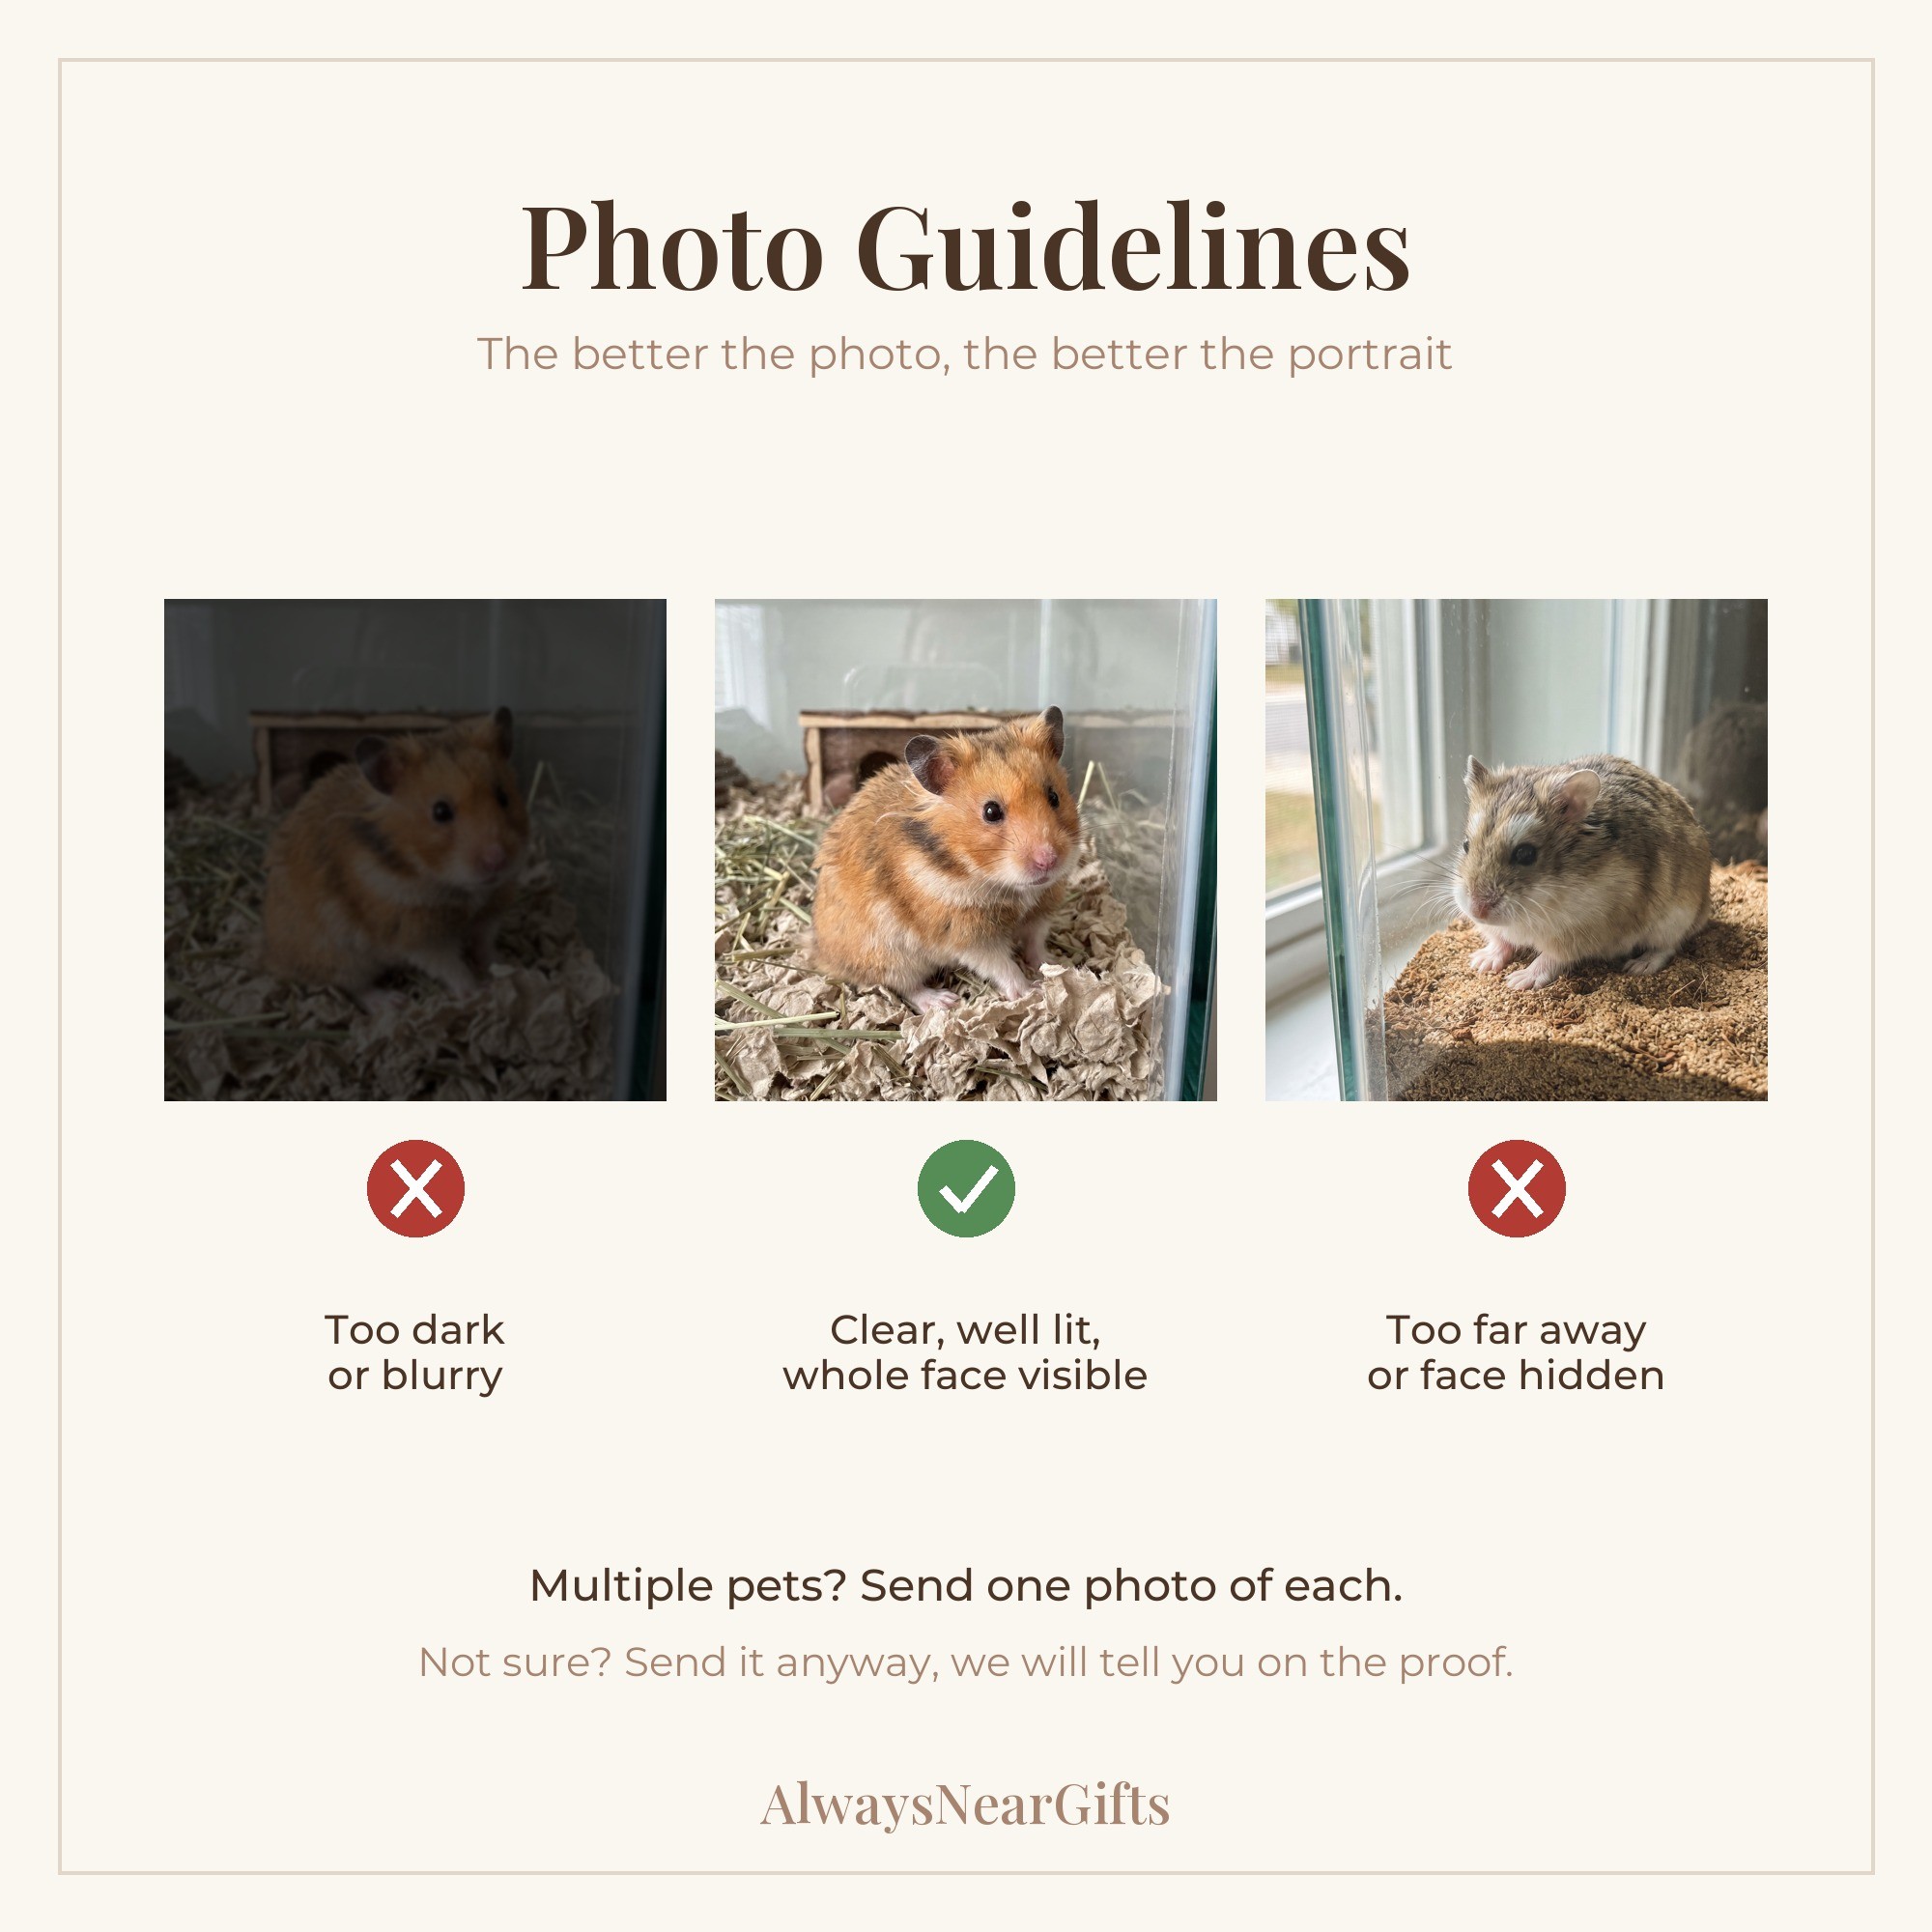 Photo Guidelines
The better the photo, the better the portrait
Too dark
or blurry
Clear, well lit,
whole face visible
Too far away
or face hidden
Multiple pets? Send one photo of each.
Not sure? Send it anyway, we will tell you on the proof.
AlwaysNearGifts